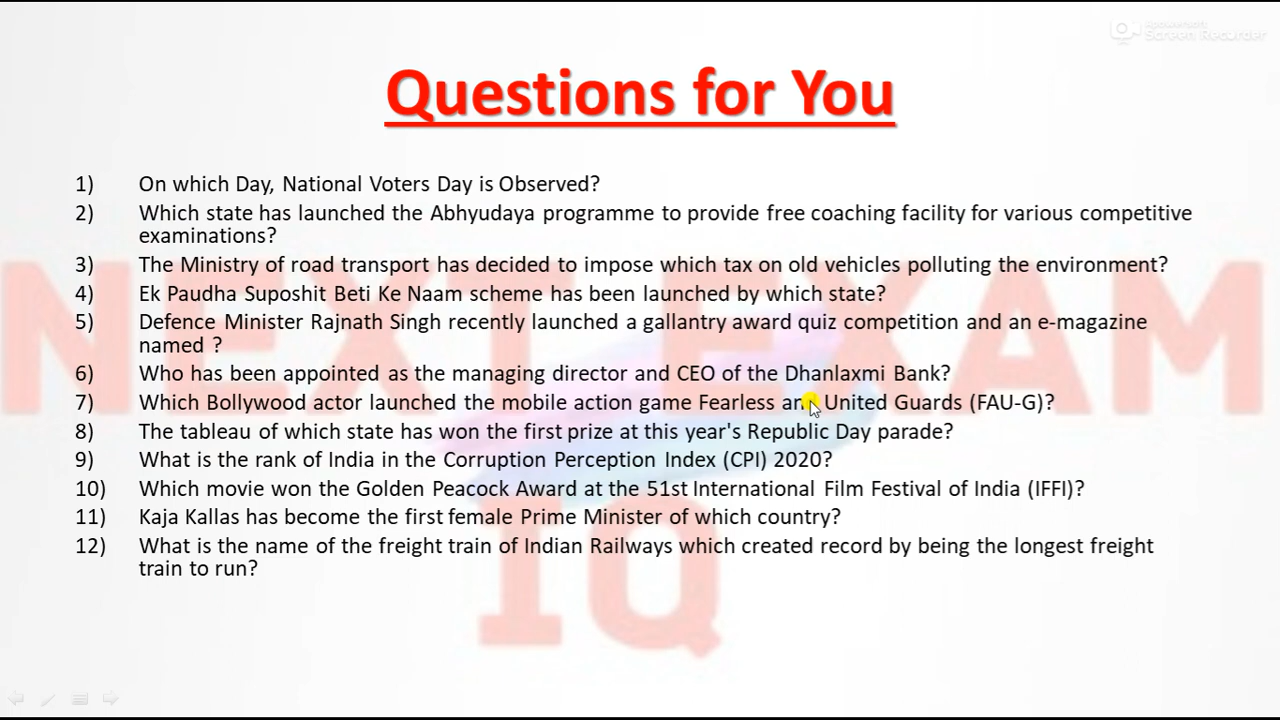 Apowersoft
Screen Recorder
Questions for You
1) On which Day, National Voters Day is Observed?
2) Which state has launched the Abhyudaya programme to provide free coaching facility for various competitive
examinations?
3) The Ministry of road transport has decided to impose which tax on old vehicles polluting the environment?
4) Ek Paudha Suposhit Beti Ke Naam scheme has been launched by which state?
5) Defence Minister Rajnath Singh recently launched a gallantry award quiz competition and an e-magazine
named ?
6) Who has been appointed as the managing director and CEO of the Dhanlaxmi Bank?
7) Which Bollywood actor launched the mobile action game Fearless and United Guards (FAU-G)?
8) The tableau of which state has won the first prize at this year's Republic Day parade?
9) What is the rank of India in the Corruption Perception Index (CPI) 2020?
10) Which movie won the Golden Peacock Award at the 51st International Film Festival of India (IFFI)?
11) Kaja Kallas has become the first female Prime Minister of which country?
12) What is the name of the freight train of Indian Railways which created record by being the longest freight
train to run?
NEXT EXAM
IQ